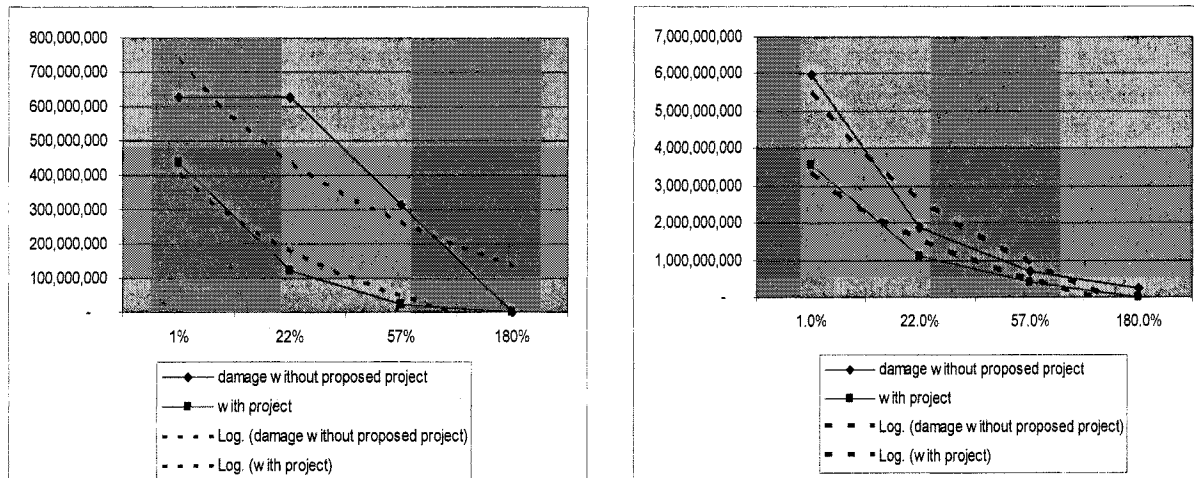 800,000,000
700,000,000
600,000,000
500,000,000
400,000,000
300,000,000
200,000,000
100,000,000
-
1% 22% 57% 180%
damage without proposed project
with project
Log. (damage without proposed project)
Log. (with project)
7,000,000,000
6,000,000,000
5,000,000,000
4,000,000,000
3,000,000,000
2,000,000,000
1,000,000,000
-
1.0% 22.0% 57.0% 180.0%
damage without proposed project
with project
Log. (damage without proposed project)
Log. (with project)